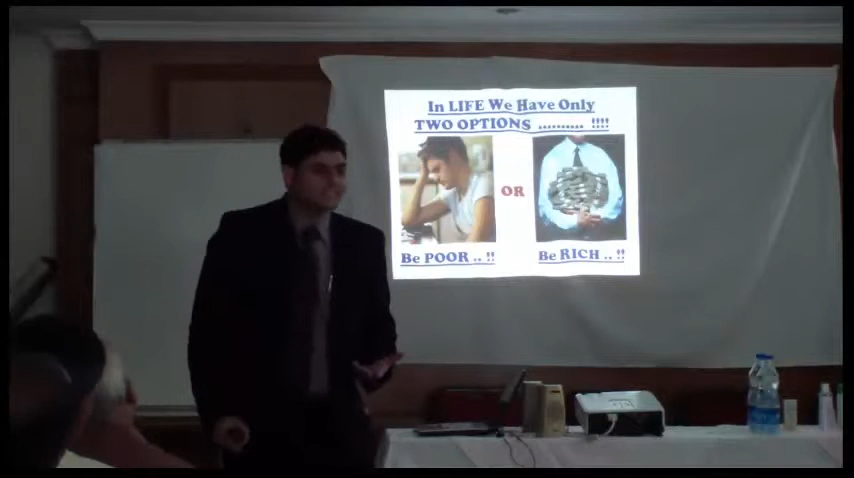 In LIFE We Have Only
TWO OPTIONS .......... !!!!
OR
Be POOR .. !!
Be RICH .. !!